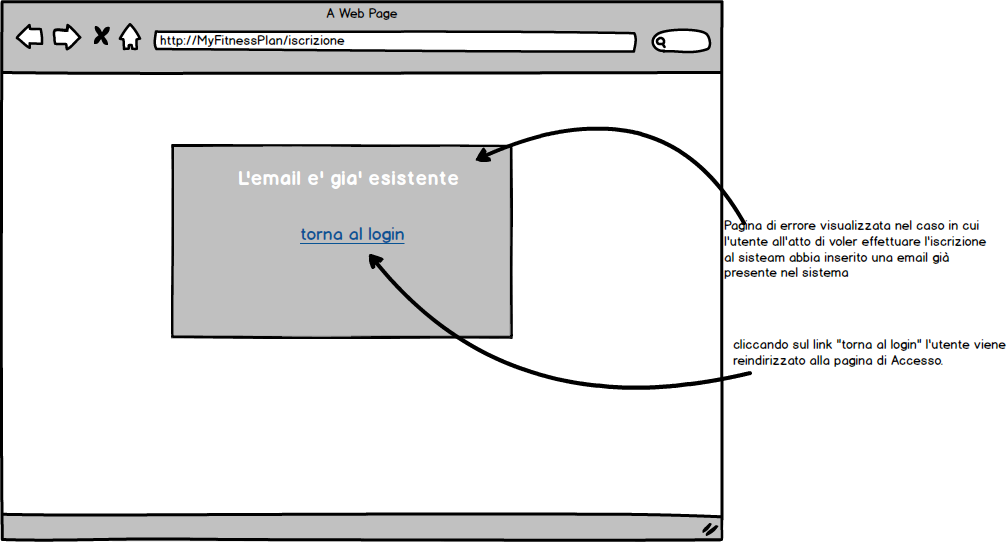 A Web Page
http://MyFitnessPlan/iscrizione
L'email e' gia' esistente
torna al login
Pagina di errore visualizzata nel caso in cui
l'utente all'atto di voler effettuare l'iscrizione
al sisteam abbia inserito una email già
presente nel sistema
cliccando sul link "torna al login" l'utente viene
reindirizzato alla pagina di Accesso.